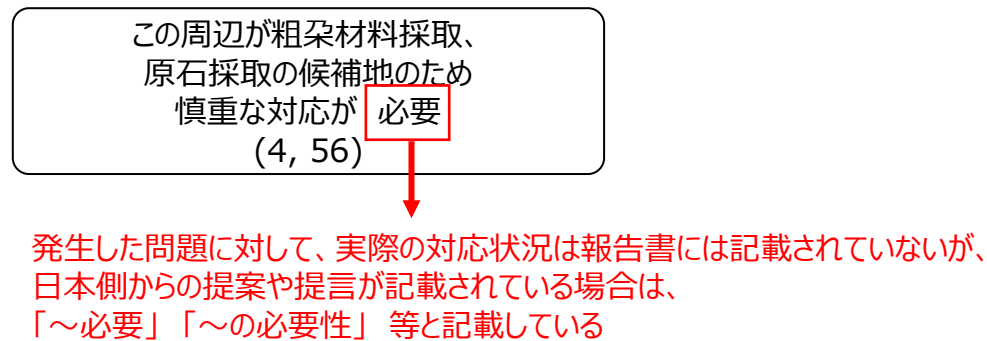 この周辺が粗朶材料採取、
原石採取の候補地のため
慎重な対応が 必要
(4, 56)
発生した問題に対して、実際の対応状況は報告書には記載されていないが、
日本側からの提案や提言が記載されている場合は、
「～必要」「～の必要性」 等と記載している